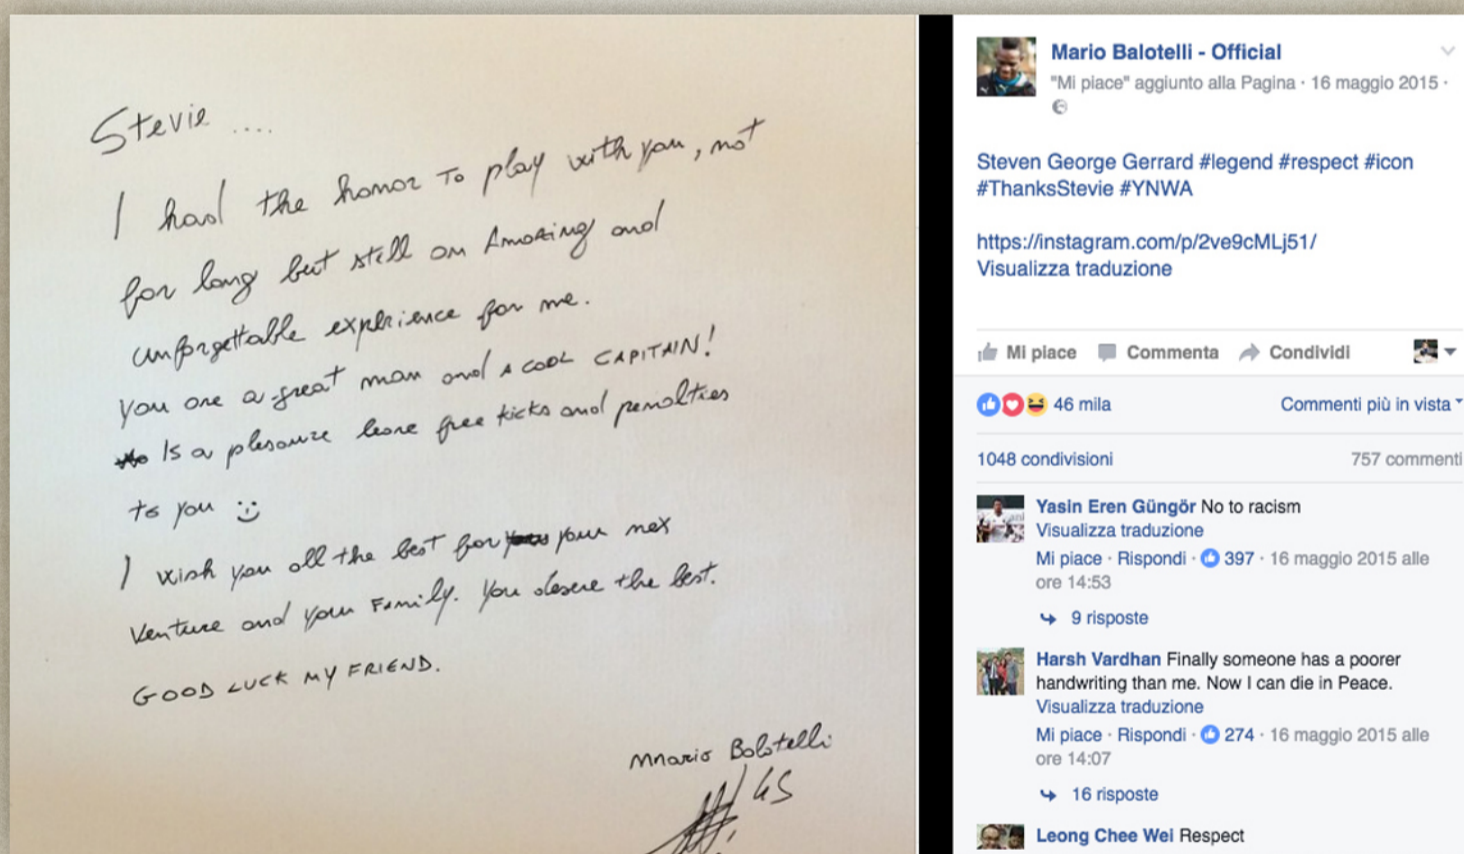 Stevie ....
I had the honor to play with you, not
for long but still an Amazing and
unforgettable experience for me.
You are a great man and a cool CAPITAIN!
Is a plesaure leave free kicks and penalties
to you :)
I wish you all the best for your nex
Venture and your Family. You desere the best.
GOOD LUCK MY FRIEND.
Mario Balotelli
45
Mario Balotelli - Official
"Mi piace" aggiunto alla Pagina · 16 maggio 2015 ·
Steven George Gerrard #legend #respect #icon
#ThanksStevie #YNWA
https://instagram.com/p/2ve9cMLj51/
Visualizza traduzione
Mi piace Commenta Condividi
46 mila Commenti più in vista
1048 condivisioni 757 commenti
Yasin Eren Güngör No to racism
Visualizza traduzione
Mi piace · Rispondi · 397 · 16 maggio 2015 alle
ore 14:53
9 risposte
Harsh Vardhan Finally someone has a poorer
handwriting than me. Now I can die in Peace.
Visualizza traduzione
Mi piace · Rispondi · 274 · 16 maggio 2015 alle
ore 14:07
16 risposte
Leong Chee Wei Respect